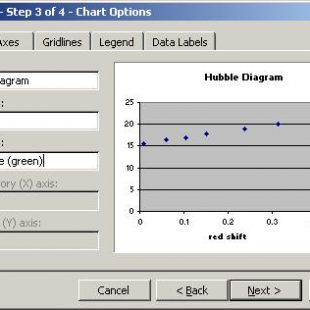 - Step 3 of 4 - Chart Options
Axes
Gridlines
Legend
Data Labels
agram
:
:
e (green)
ory (X) axis:
(Y) axis:
Hubble Diagram
25
20
15
10
5
0
0
0.1
0.2
0.3
red shift
Cancel
< Back
Next >